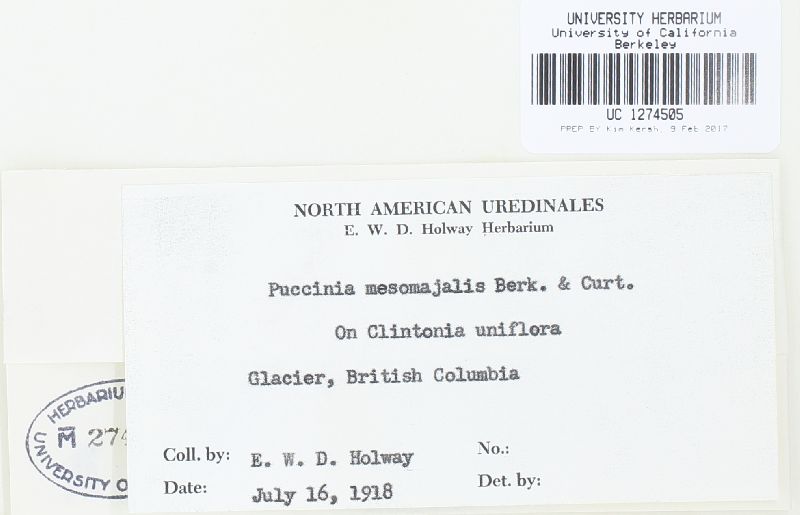 UNIVERSITY HERBARIUM
University of California
Berkeley
UC 1274505
PREP BY Kim Kersh, 9 Feb 2017
NORTH AMERICAN UREDINALES
E. W. D. Holway Herbarium
Puccinia mesomajalis Berk. & Curt.
On Clintonia uniflora
Glacier, British Columbia
Coll. by: E. W. D. Holway No.:
Date: July 16, 1918 Det. by:
HERBARIU
M 274
UNIVERSITY O